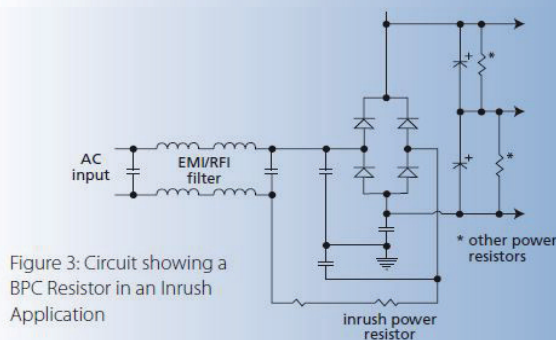 AC
input
EMI/RFI
filter
+
*
+
*
* other power
resistors
Figure 3: Circuit showing a
BPC Resistor in an Inrush
Application
inrush power
resistor